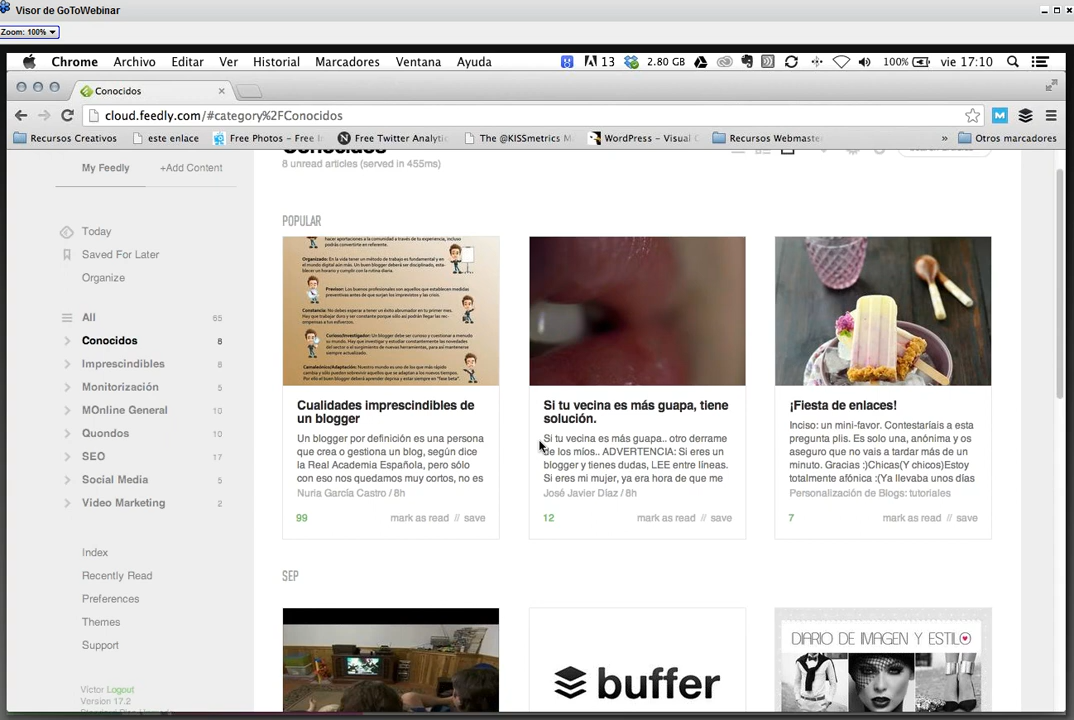 Visor de GoToWebinar
Zoom: 100%
Chrome Archivo Editar Ver Historial Marcadores Ventana Ayuda 13 2.80 GB 100% vie 17:10
Conocidos
cloud.feedly.com/#category%2FConocidos
Recursos Creativos este enlace Free Photos - Free I Free Twitter Analytic The @KISSmetrics M WordPress - Visual Recursos Webmaster » Otros marcadores
My Feedly +Add Content
Conocidos
8 unread articles (served in 455ms)
Today
Saved For Later
Organize
All 65
Conocidos 8
Imprescindibles 8
Monitorización 5
MOnline General 10
Quondos 10
SEO 17
Social Media 5
Video Marketing 2
Index
Recently Read
Preferences
Themes
Support
Víctor Logout
Version 17.2
POPULAR
Cualidades imprescindibles de
un blogger
Un blogger por definición es una persona
que crea o gestiona un blog, según dice
la Real Academia Española, pero sólo
con eso nos quedamos muy cortos, no es
Nuria García Castro / 8h
99 mark as read // save
Si tu vecina es más guapa, tiene
solución.
Si tu vecina es más guapa.. otro derrame
de los míos.. ADVERTENCIA: Si eres un
blogger y tienes dudas, LEE entre líneas.
Si eres mi mujer, ya era hora de que me
José Javier Díaz / 8h
12 mark as read // save
¡Fiesta de enlaces!
Inciso: un mini-favor. Contestaríais a esta
pregunta plis. Es solo una, anónima y os
aseguro que no vais a tardar más de un
minuto. Gracias :)Chicas(Y chicos)Estoy
totalmente afónica :(Ya llevaba unos días
Personalización de Blogs: tutoriales
7 mark as read // save
SEP
buffer
DIARIO DE IMAGEN Y ESTILO